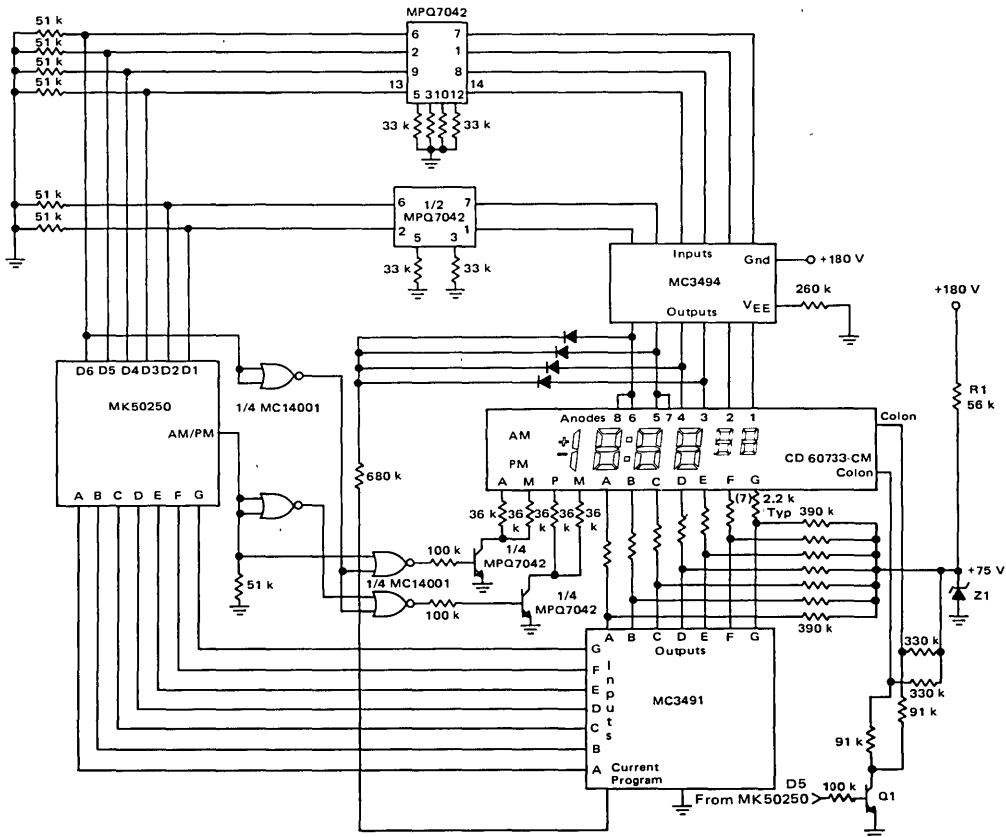 MPQ7042
51 k
51 k
51 k
51 k
6 7
2 1
9 8
13 14
5 3 10 12
33 k 33 k
51 k
51 k
6 1/2 7
2 MPQ7042 1
5 3
33 k 33 k
Inputs
Gnd
+180 V
MC3494
260 k
VEE
Outputs
+180 V
D6 D5 D4 D3 D2 D1
MK50250
1/4 MC14001
AM/PM
A B C D E F G
R1
56 k
Anodes 8 6 5 7 4 3 2 1
Colon
AM
PM
+
-
CD 60733-CM
Colon
A M P M A B C D E F G
680 k
36 k
36 k
36 k
36 k
(7) 2.2 k
Typ
390 k
1/4
MPQ7042
100 k
51 k
1/4 MC14001
1/4
MPQ7042
100 k
+75 V
Z1
390 k
A B C D E F G
Outputs
330 k
330 k
91 k
91 k
G
F
E
D
C
B
A
Inputs
MC3491
Current
Program
D5
From MK50250
100 k
Q1